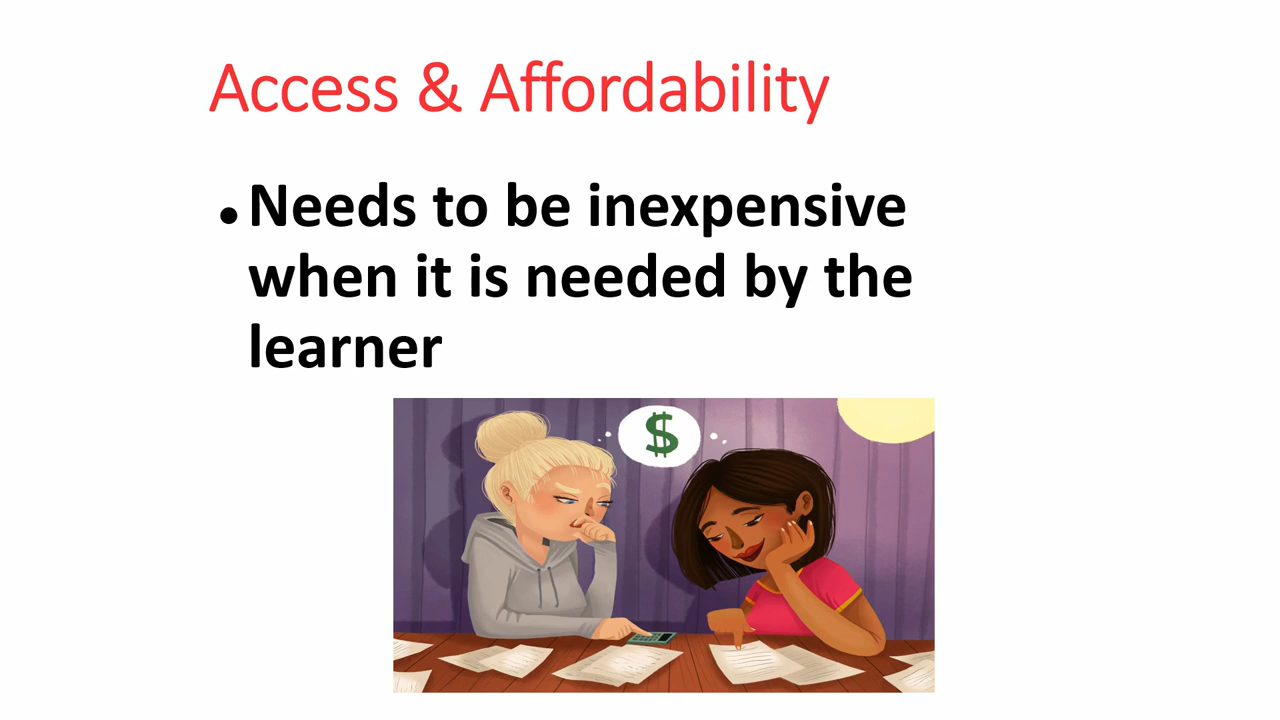 Access & Affordability
• Needs to be inexpensive
when it is needed by the
learner
$